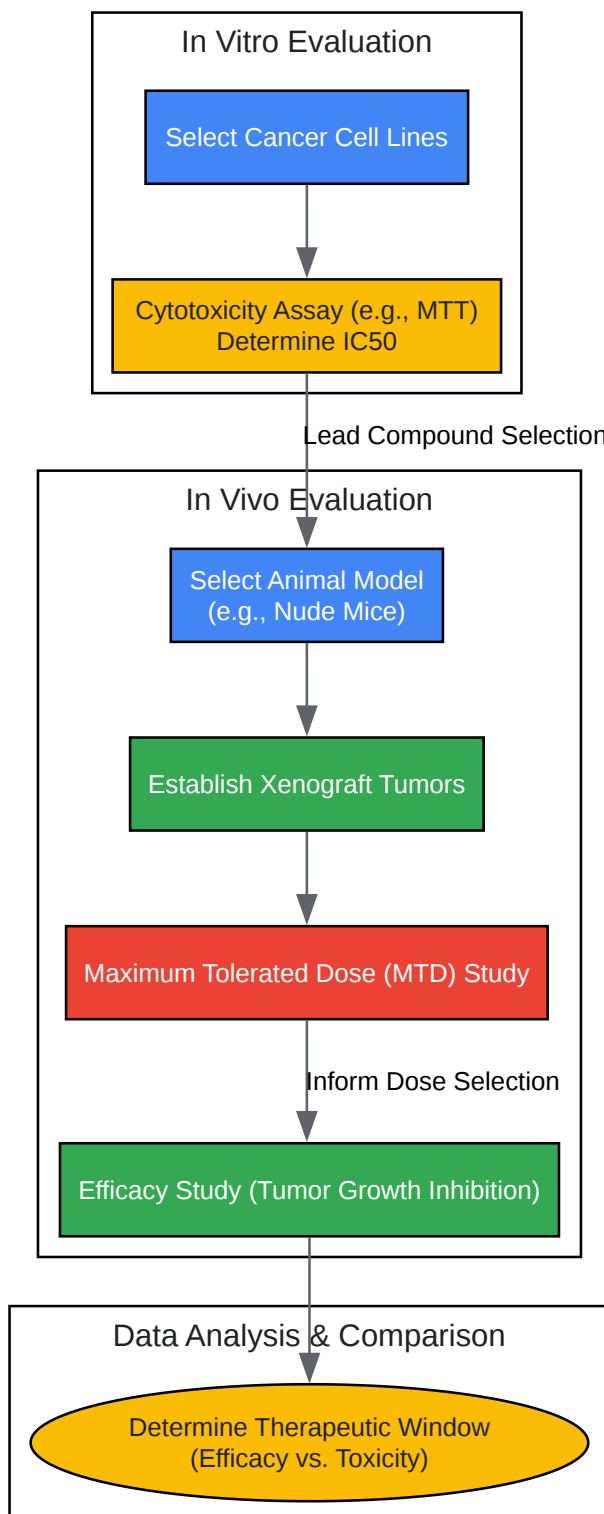 In Vitro Evaluation
Select Cancer Cell Lines
Cytotoxicity Assay (e.g., MTT)
Determine IC50
Lead Compound Selection
In Vivo Evaluation
Select Animal Model
(e.g., Nude Mice)
Establish Xenograft Tumors
Maximum Tolerated Dose (MTD) Study
Inform Dose Selection
Efficacy Study (Tumor Growth Inhibition)
Data Analysis & Comparison
Determine Therapeutic Window
(Efficacy vs. Toxicity)